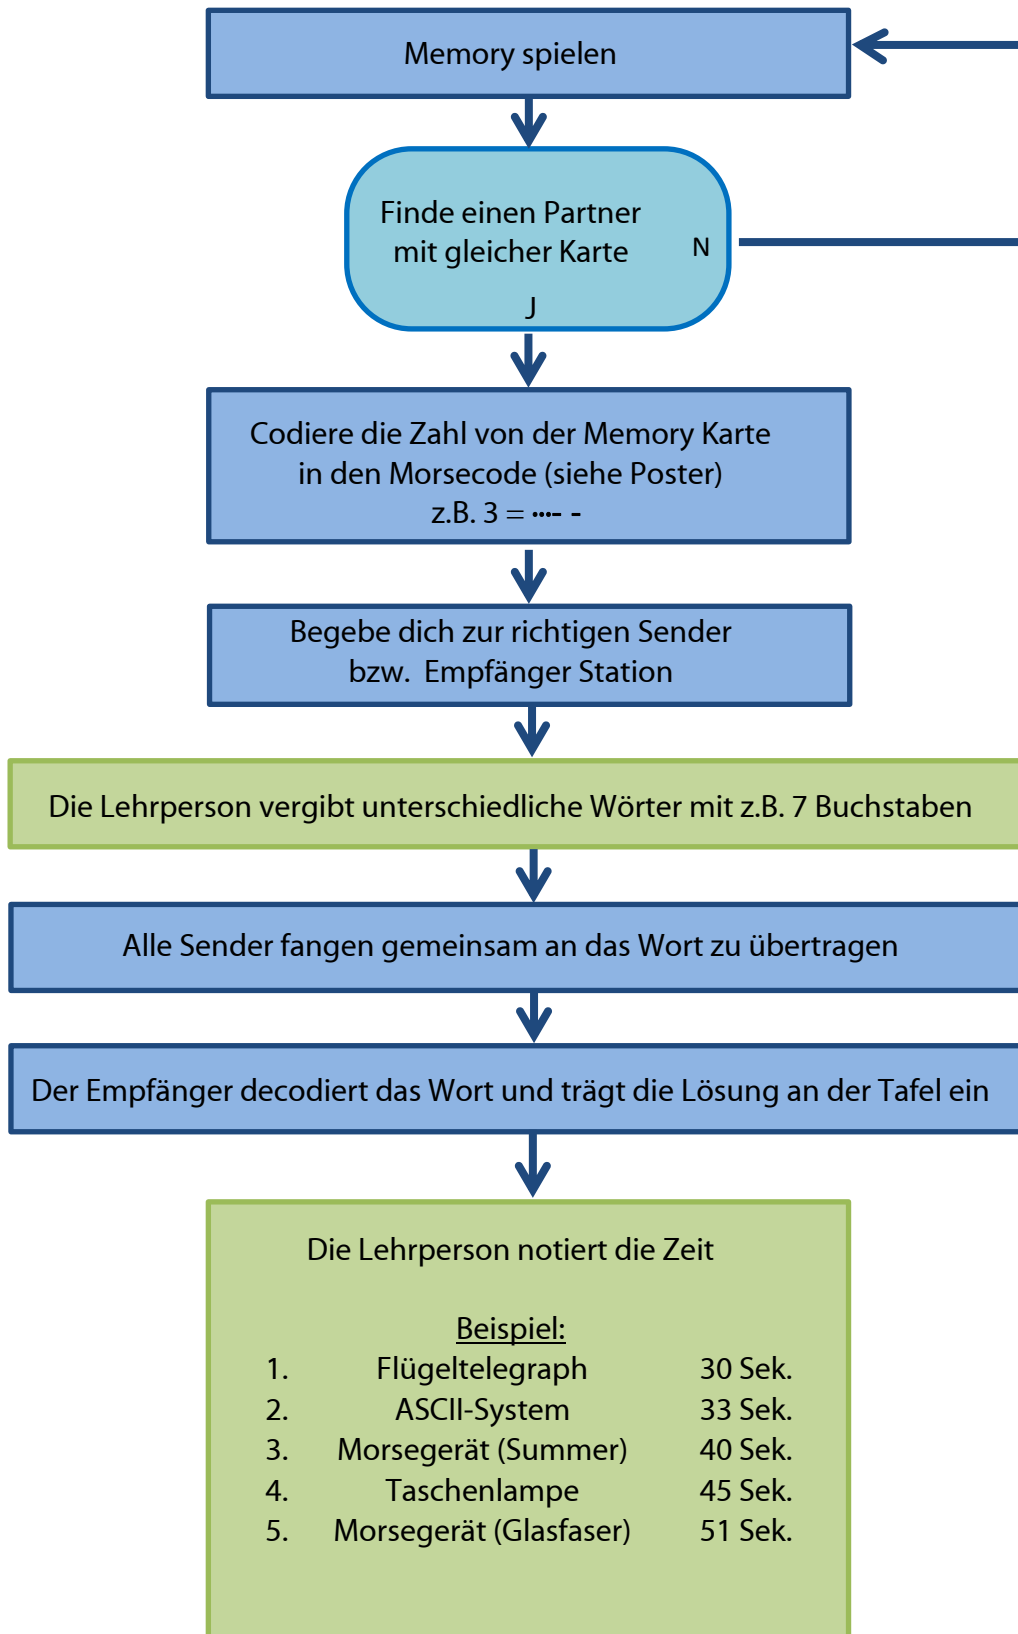 Memory spielen
Finde einen Partner
mit gleicher Karte
N
J
Codiere die Zahl von der Memory Karte
in den Morsecode (siehe Poster)
z.B. 3 = ···- -
Begebe dich zur richtigen Sender
bzw. Empfänger Station
Die Lehrperson vergibt unterschiedliche Wörter mit z.B. 7 Buchstaben
Alle Sender fangen gemeinsam an das Wort zu übertragen
Der Empfänger decodiert das Wort und trägt die Lösung an der Tafel ein
Die Lehrperson notiert die Zeit
Beispiel:
1. Flügeltelegraph 30 Sek.
2. ASCII-System 33 Sek.
3. Morsegerät (Summer) 40 Sek.
4. Taschenlampe 45 Sek.
5. Morsegerät (Glasfaser) 51 Sek.